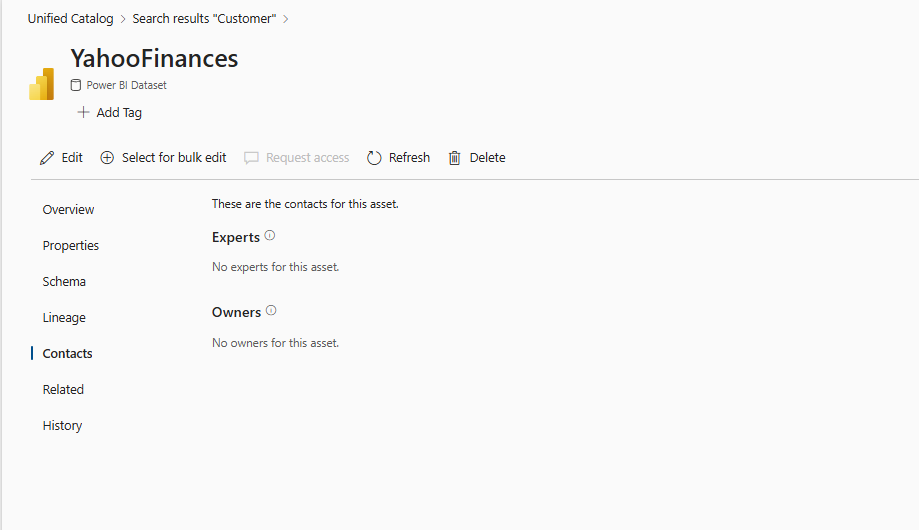 Unified Catalog > Search results "Customer" >
YahooFinances
Power BI Dataset
Add Tag
Edit Select for bulk edit Request access Refresh Delete
Overview
Properties
Schema
Lineage
Contacts
Related
History
These are the contacts for this asset.
Experts
No experts for this asset.
Owners
No owners for this asset.